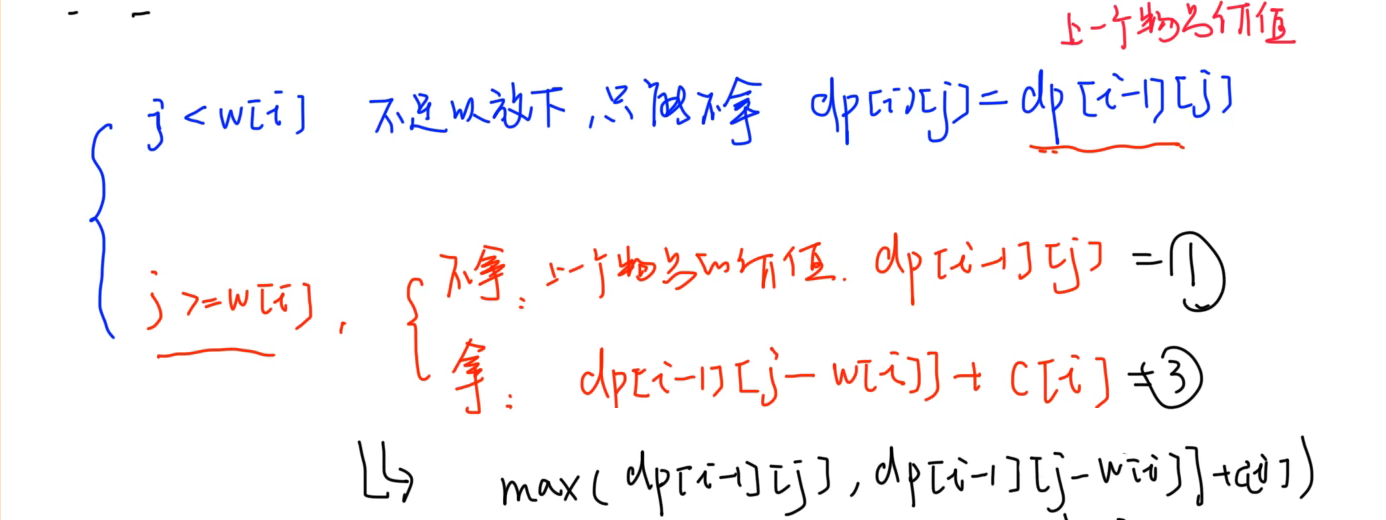 上一个物品价值
j < w[i] 不足以放下,只能不拿 dp[i][j]=dp[i-1][j]
不拿: 上一个物品的价值. dp[i-1][j] =①
j >=w[i],
拿: dp[i-1][j-w[i]]+ c[i] =③
max( dp[i-1][j], dp[i-1][j-w[i]]+c[i])